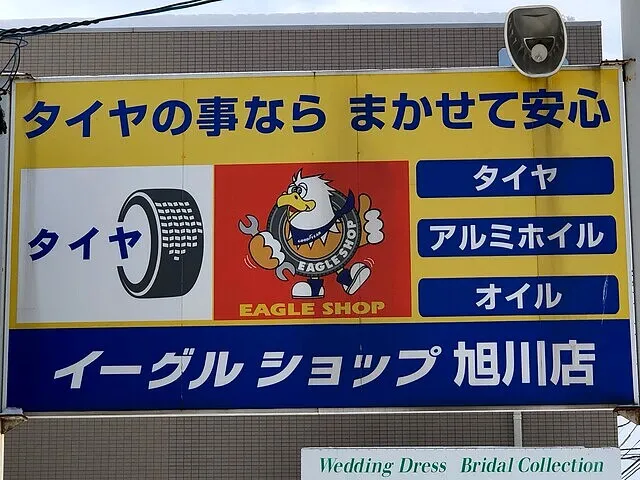 タイヤの事なら まかせて安心
タイヤ
EAGLE SHOP
EAGLE SHOP
タイヤ
アルミホイル
オイル
イーグル ショップ 旭川店
Wedding Dress Bridal Collection